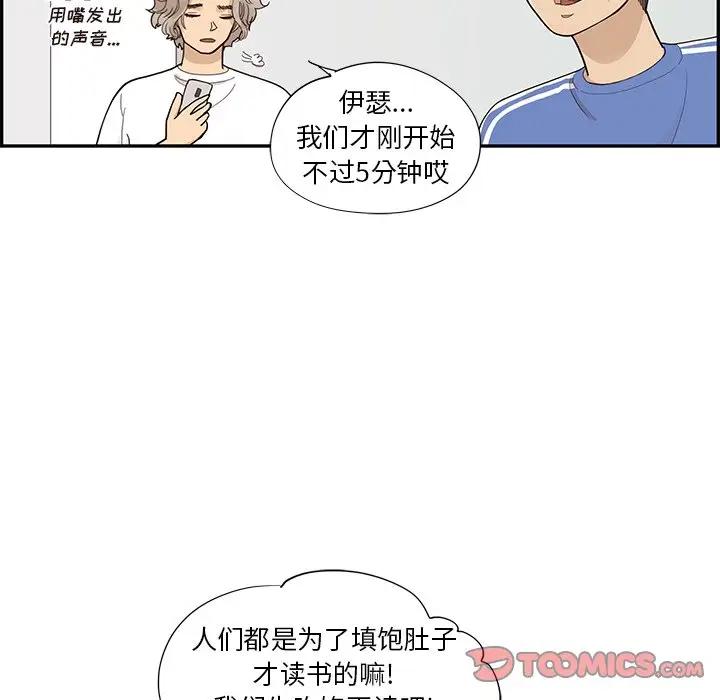 用嘴发出
的声音...
伊瑟...
我们才刚开始
不过5分钟哎
人们都是为了填饱肚子
才读书的嘛!
TOOMICS.COM